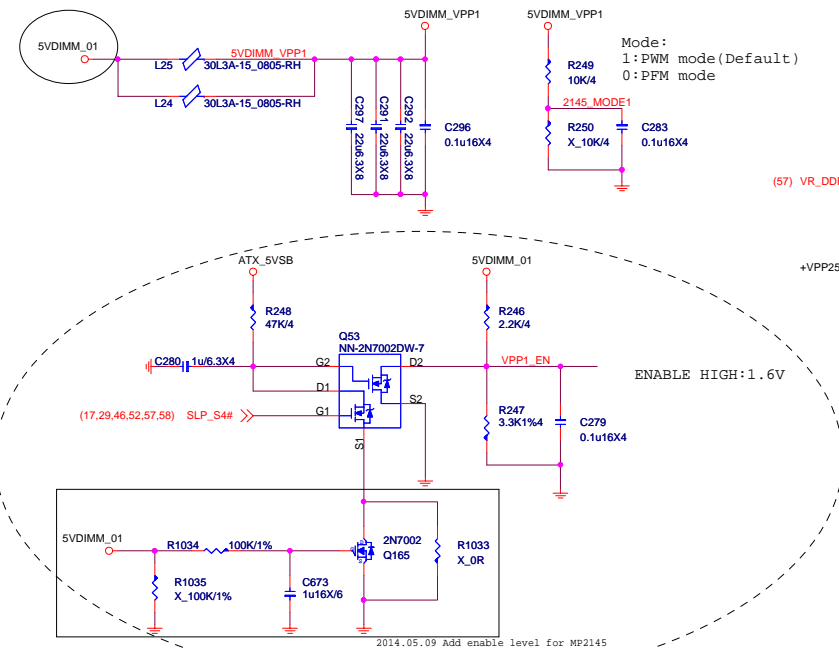 5VDIMM_01
L25
30L3A-15_0805-RH
5VDIMM_VPP1
L24
30L3A-15_0805-RH
5VDIMM_VPP1
C297
22u6.3X8
C291
22u6.3X8
C292
22u6.3X8
C296
0.1u16X4
5VDIMM_VPP1
R249
10K/4
2145_MODE1
R250
X_10K/4
C283
0.1u16X4
Mode:
1:PWM mode(Default)
0:PFM mode
(57) VR_DD
+VPP25
ATX_5VSB
R248
47K/4
C280
1u/6.3X4
Q53
NN-2N7002DW-7
G2
D2
D1
G1
S2
S1
(17,29,46,52,57,58) SLP_S4#
5VDIMM_01
R246
2.2K/4
VPP1_EN
ENABLE HIGH:1.6V
R247
3.3K1%4
C279
0.1u16X4
5VDIMM_01
R1034
100K/1%
R1035
X_100K/1%
C673
1u16X/6
2N7002
Q165
R1033
X_0R
2014.05.09 Add enable level for MP2145